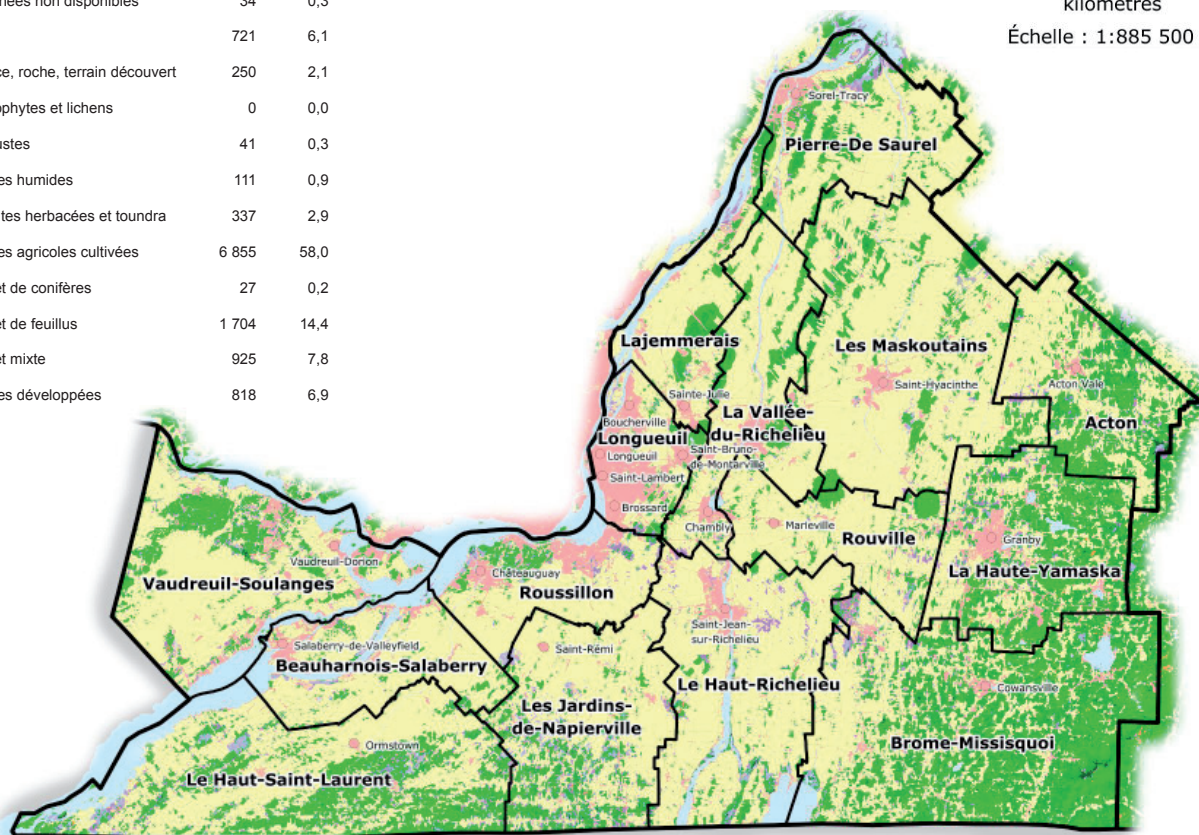 nées non disponibles 34 0,3
721 6,1
ce, roche, terrain découvert 250 2,1
ophytes et lichens 0 0,0
ustes 41 0,3
es humides 111 0,9
tes herbacées et toundra 337 2,9
es agricoles cultivées 6 855 58,0
et de conifères 27 0,2
et de feuillus 1 704 14,4
et mixte 925 7,8
es développées 818 6,9
kilomètres
Échelle : 1:885 500
Sorel-Tracy
Pierre-De Saurel
Lajemmerais
Les Maskoutains
Saint-Hyacinthe
Acton Vale
Acton
Sainte-Julie
Boucherville
La Vallée-
du-Richelieu
Longueuil
Longueuil
Saint-Bruno-
de-Montarville
Saint-Lambert
Brossard
Chambly
Marieville
Rouville
Granby
La Haute-Yamaska
Vaudreuil-Dorion
Vaudreuil-Soulanges
Châteauguay
Roussillon
Saint-Jean-
sur-Richelieu
Salaberry-de-Valleyfield
Beauharnois-Salaberry
Saint-Rémi
Le Haut-Richelieu
Cowansville
Les Jardins-
de-Napierville
Brome-Missisquoi
Ormstown
Le Haut-Saint-Laurent